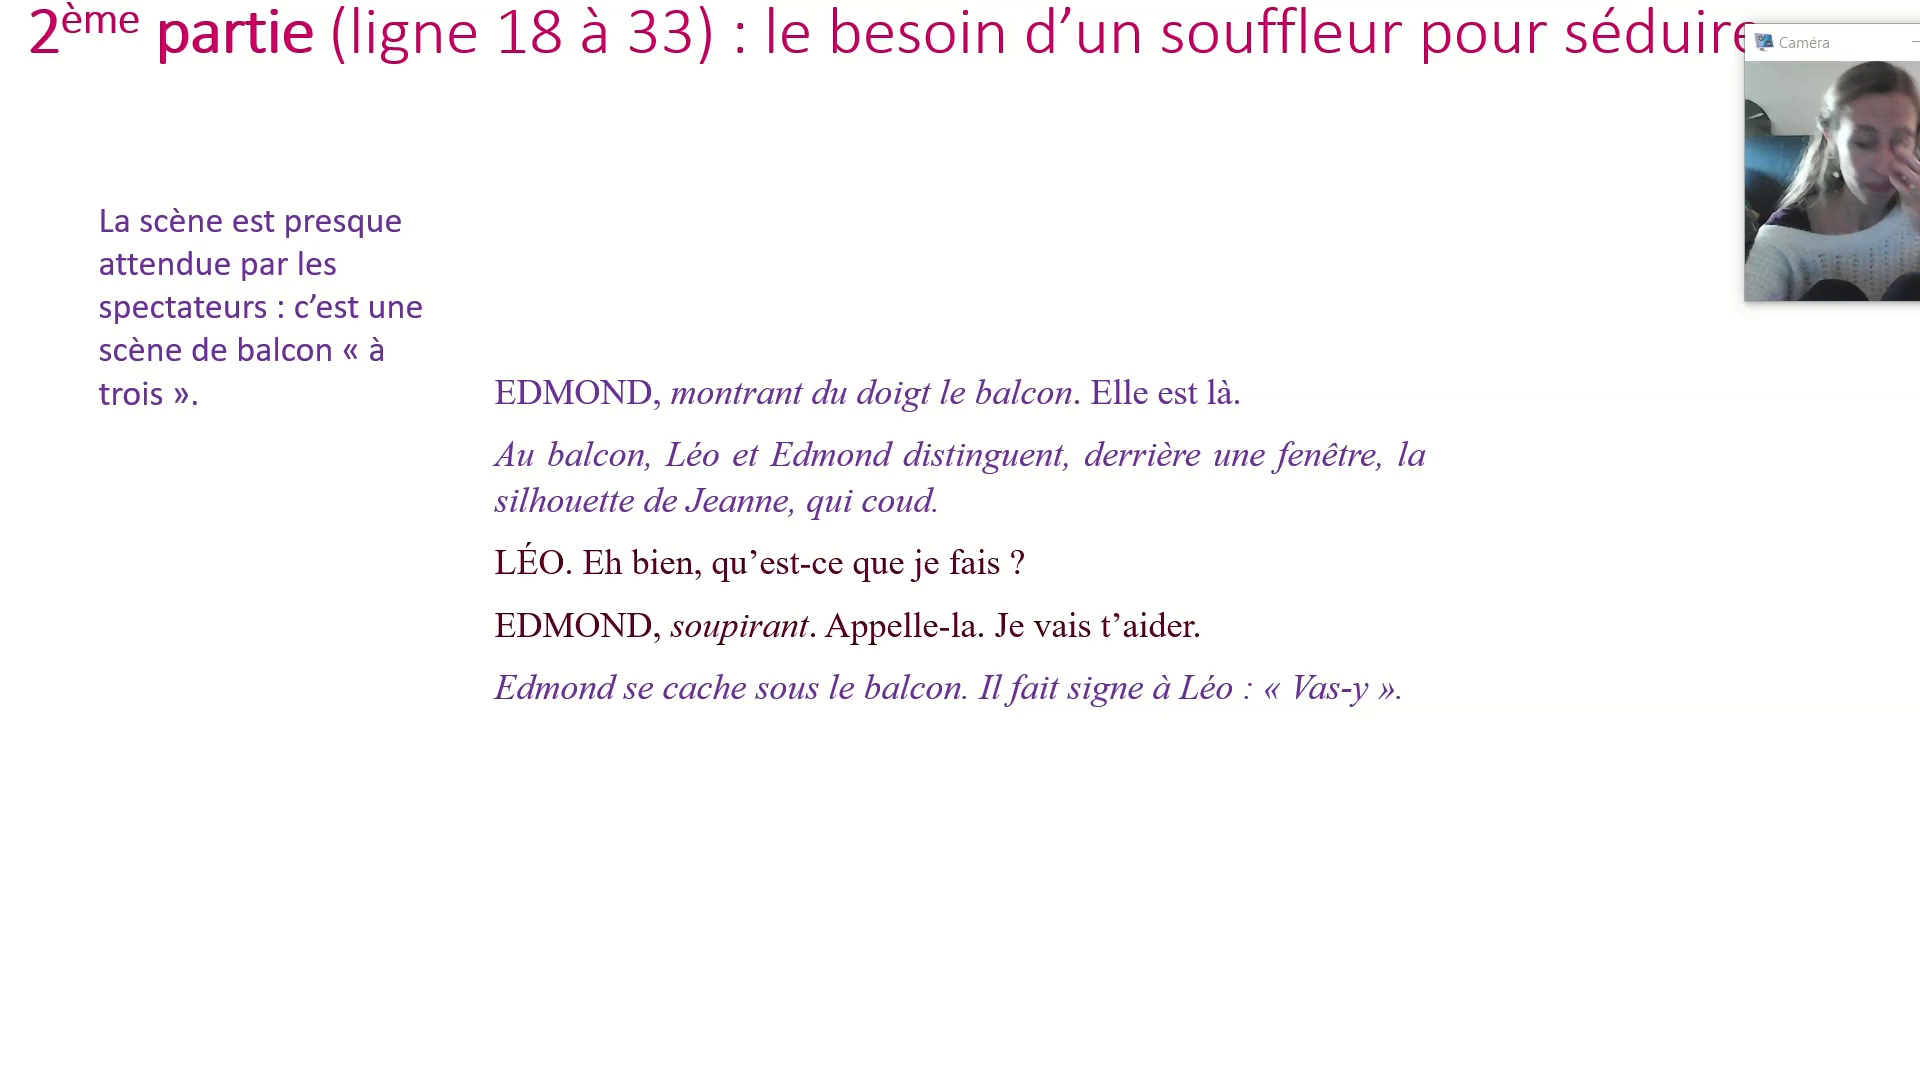 2ème partie (ligne 18 à 33) : le besoin d’un souffleur pour séduire
Caméra
La scène est presque
attendue par les
spectateurs : c’est une
scène de balcon « à
trois ».
EDMOND, montrant du doigt le balcon. Elle est là.
Au balcon, Léo et Edmond distinguent, derrière une fenêtre, la
silhouette de Jeanne, qui coud.
LÉO. Eh bien, qu’est-ce que je fais ?
EDMOND, soupirant. Appelle-la. Je vais t’aider.
Edmond se cache sous le balcon. Il fait signe à Léo : « Vas-y ».